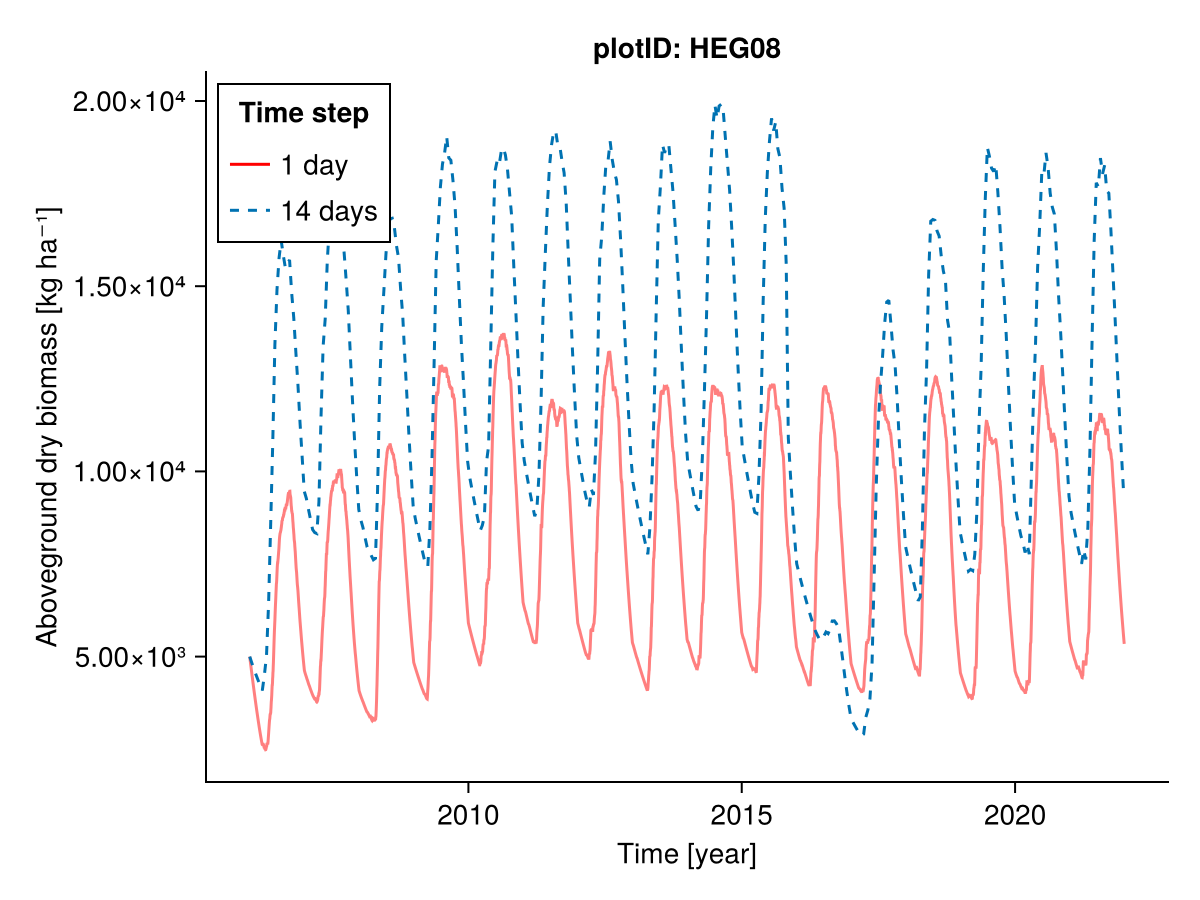 plotID: HEG08
Time step
1 day
14 days
2.00×10⁴
1.50×10⁴
1.00×10⁴
5.00×10³
Aboveground dry biomass [kg ha⁻¹]
2010
2015
2020
Time [year]